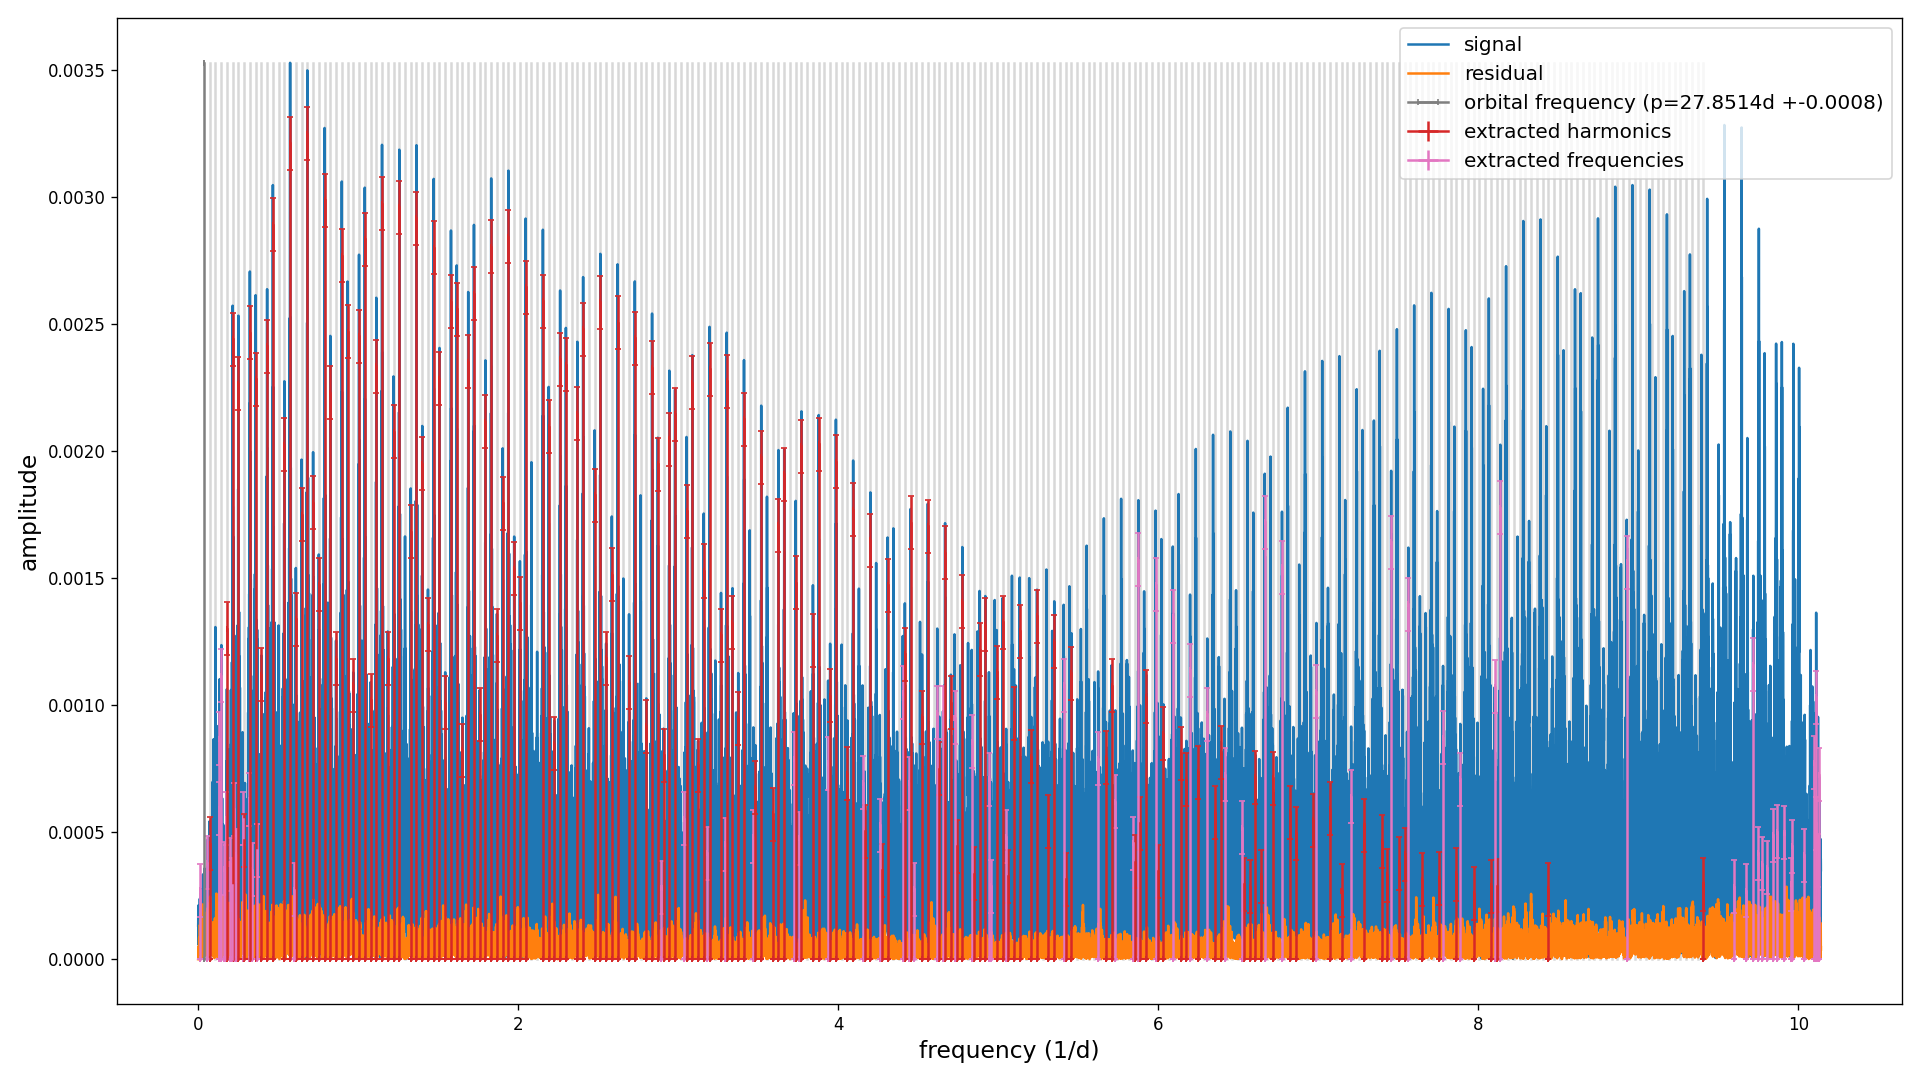 signal
residual
orbital frequency (p=27.8514d +-0.0008)
extracted harmonics
extracted frequencies
0.0035
0.0030
0.0025
0.0020
0.0015
0.0010
0.0005
0.0000
amplitude
0 2 4 6 8 10
frequency (1/d)